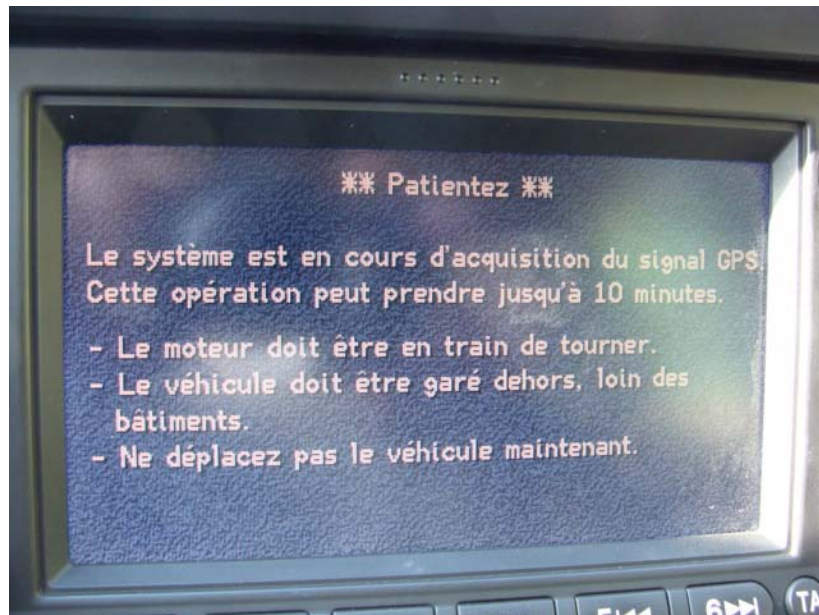 ⁕⁕ Patientez ⁕⁕
Le système est en cours d'acquisition du signal GPS.
Cette opération peut prendre jusqu'à 10 minutes.
- Le moteur doit être en train de tourner.
- Le véhicule doit être garé dehors, loin des
bâtiments.
- Ne déplacez pas le véhicule maintenant.
6
TA